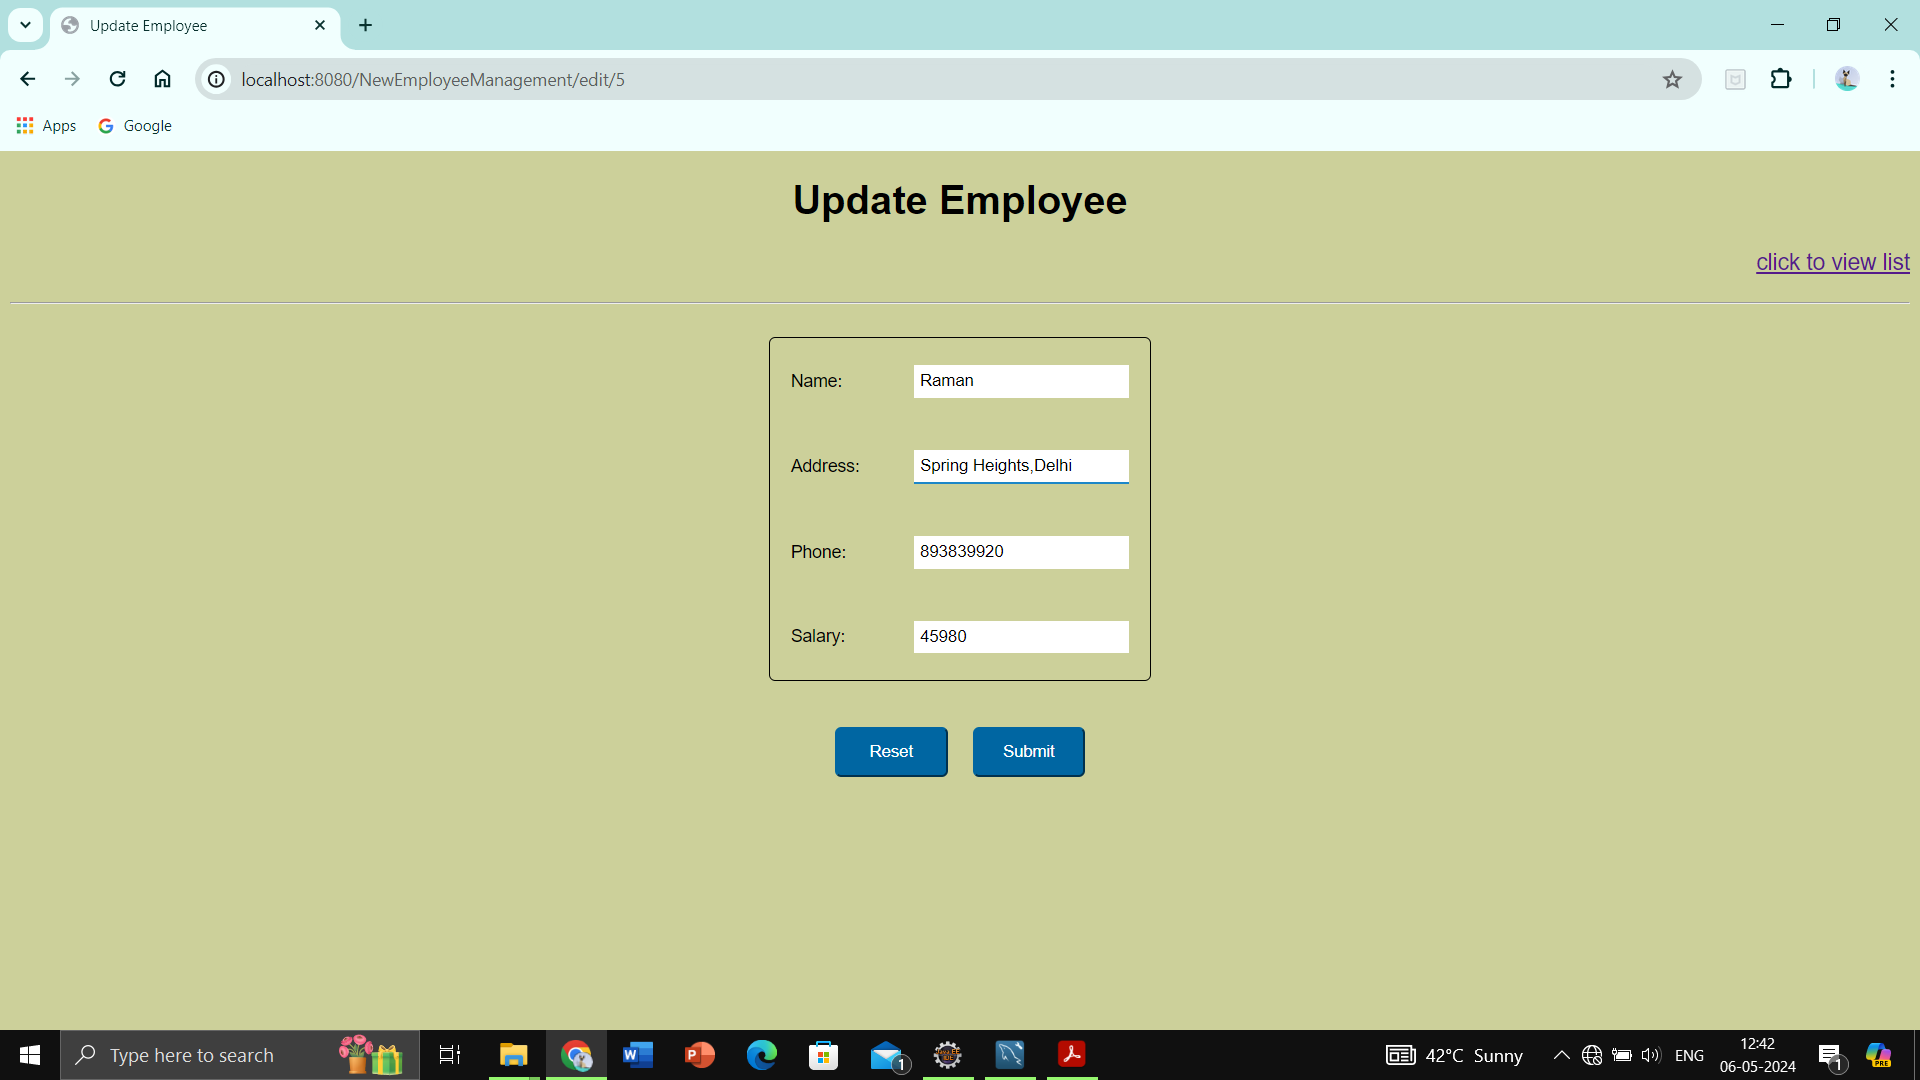 Update Employee
localhost:8080/NewEmployeeManagement/edit/5
Apps Google
Update Employee
click to view list
Name: Raman
Address: Spring Heights,Delhi
Phone: 893839920
Salary: 45980
Reset Submit
Type here to search
W
P
1
42°C Sunny
ENG
12:42
06-05-2024
1
PRE